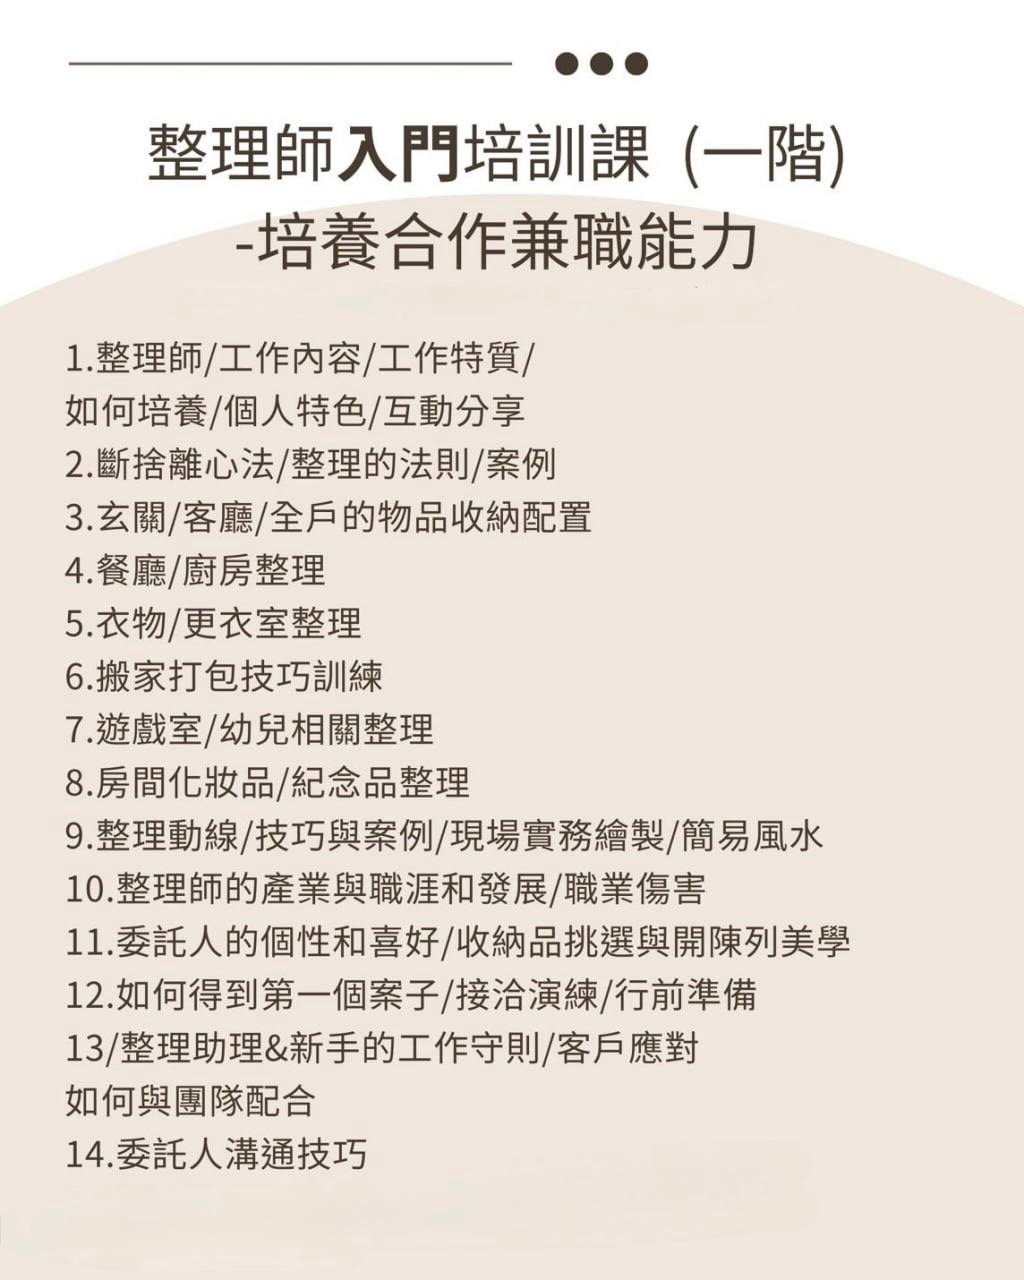 整理師入門培訓課 (一階)
-培養合作兼職能力
1.整理師/工作內容/工作特質/
如何培養/個人特色/互動分享
2.斷捨離心法/整理的法則/案例
3.玄關/客廳/全戶的物品收納配置
4.餐廳/廚房整理
5.衣物/更衣室整理
6.搬家打包技巧訓練
7.遊戲室/幼兒相關整理
8.房間化妝品/紀念品整理
9.整理動線/技巧與案例/現場實務繪製/簡易風水
10.整理師的產業與職涯和發展/職業傷害
11.委託人的個性和喜好/收納品挑選與開陳列美學
12.如何得到第一個案子/接洽演練/行前準備
13/整理助理&新手的工作守則/客戶應對
如何與團隊配合
14.委託人溝通技巧